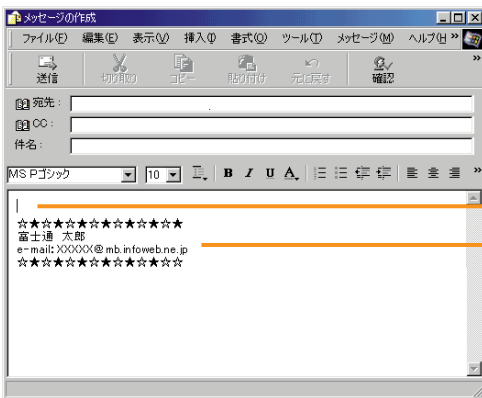 メッセージの作成
ファイル(F) 編集(E) 表示(V) 挿入(I) 書式(O) ツール(T) メッセージ(M) ヘルプ(H »
送信 切り取り コピー 貼り付け 元に戻す 確認 »
宛先:
CC:
件名:
MS Pゴシック 10 B I U A »
☆★☆★☆★☆★☆★☆★☆★
富士通 太郎
e-mail:XXXXX@mb.infoweb.ne.jp
☆★☆★☆★☆★☆★☆★☆☆